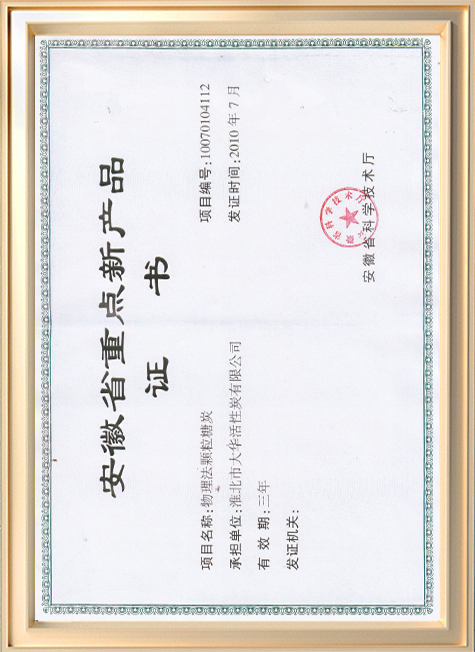 安徽省重点新产品
证 书
项目名称:物理法颗粒糖炭
项目编号:10070104112
承担单位:淮北市大华活性炭有限公司
发证时间:2010 年 7 月
有 效 期:三年
发证机关:
安徽省科学技术厅